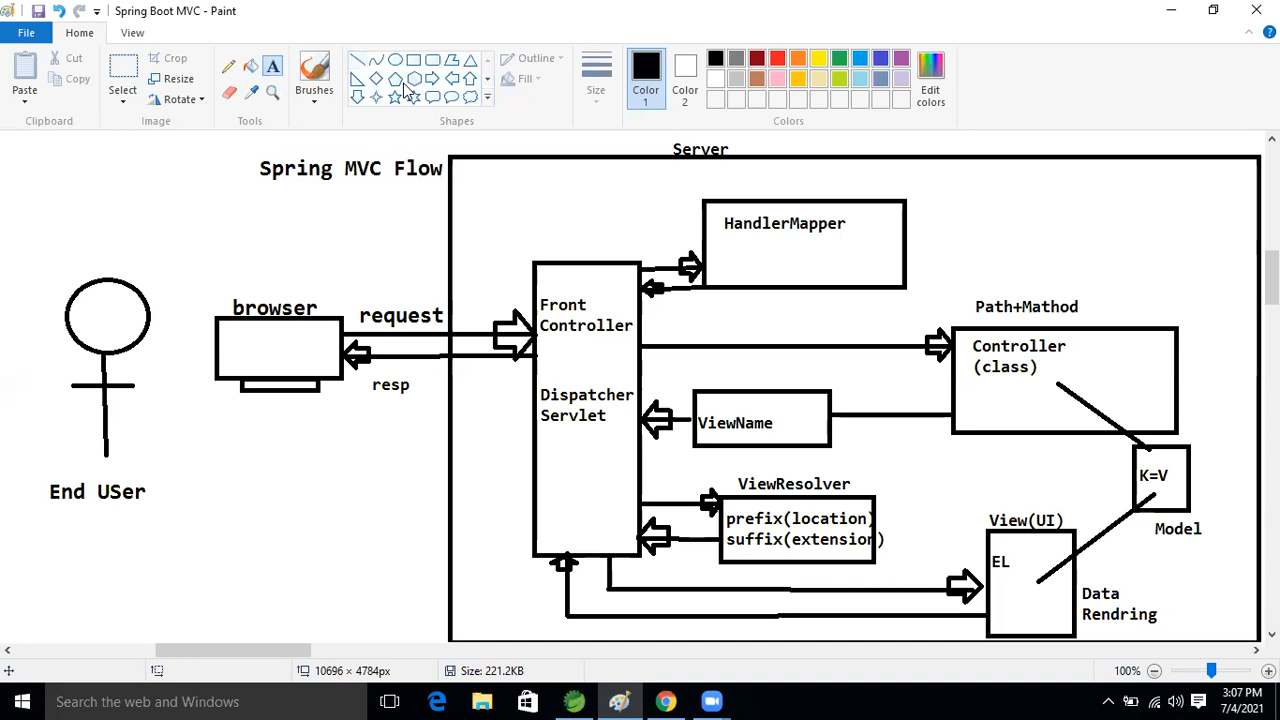 Spring Boot MVC - Paint
File
Home
View
Paste
Cut
Copy
Clipboard
Select
Crop
Resize
Rotate
Image
A
Tools
Brushes
Shapes
Outline
Fill
Size
Color
1
Color
2
Edit
colors
Colors
Server
Spring MVC Flow
HandlerMapper
Front
Controller
browser
request
Path+Mathod
Controller
(class)
resp
Dispatcher
Servlet
ViewName
K=V
End USer
ViewResolver
prefix(location)
suffix(extension)
View(UI)
Model
EL
Data
Rendring
10696 × 4784px
Size: 221.2KB
100%
Search the web and Windows
3:07 PM
7/4/2021